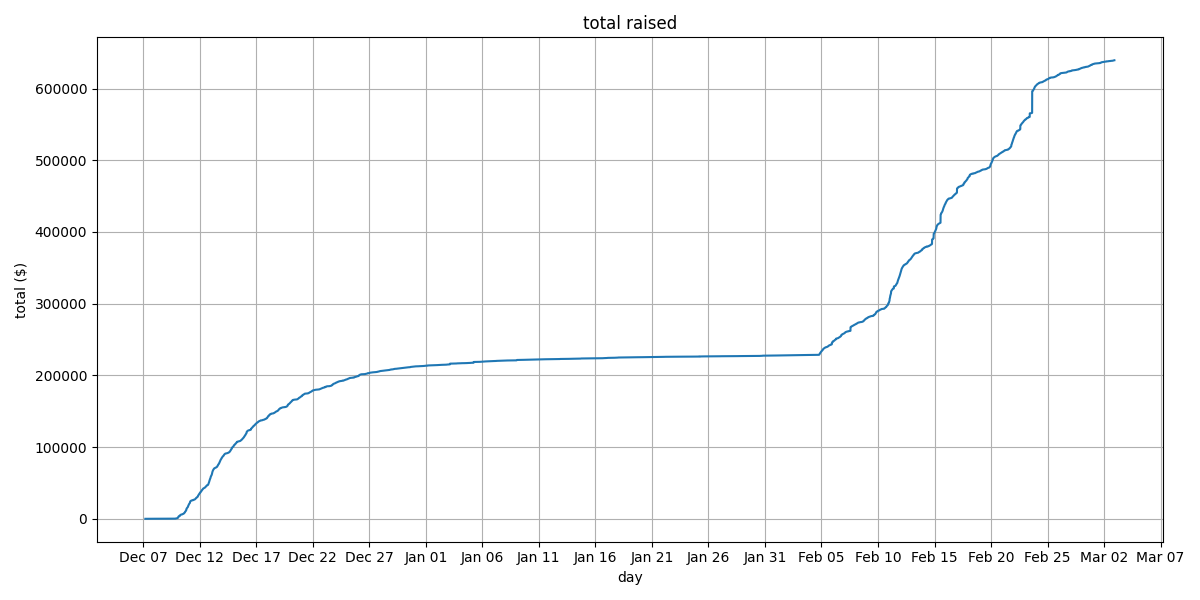 total raised
total ($)
600000
500000
400000
300000
200000
100000
0
Dec 07 Dec 12 Dec 17 Dec 22 Dec 27 Jan 01 Jan 06 Jan 11 Jan 16 Jan 21 Jan 26 Jan 31 Feb 05 Feb 10 Feb 15 Feb 20 Feb 25 Mar 02 Mar 07
day